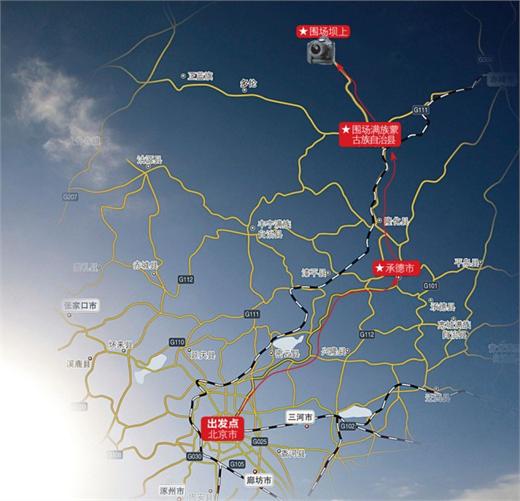 ★围场坝上
正蓝旗
多伦
G111
★围场满族蒙
古族自治县
沽源县
G207
隆化县
丰宁满族
自治县
赤城县
G112
滦平县
★承德市
平泉县
G101
承德县
张家口市
G111
宽城满族
自治县
G110
怀来县
延庆县
密云县
兴隆县
G112
涿鹿县
迁西县
出发点
北京市
三河市
G102
G025
香河县
G030
G105
廊坊市
涿州市
固安县